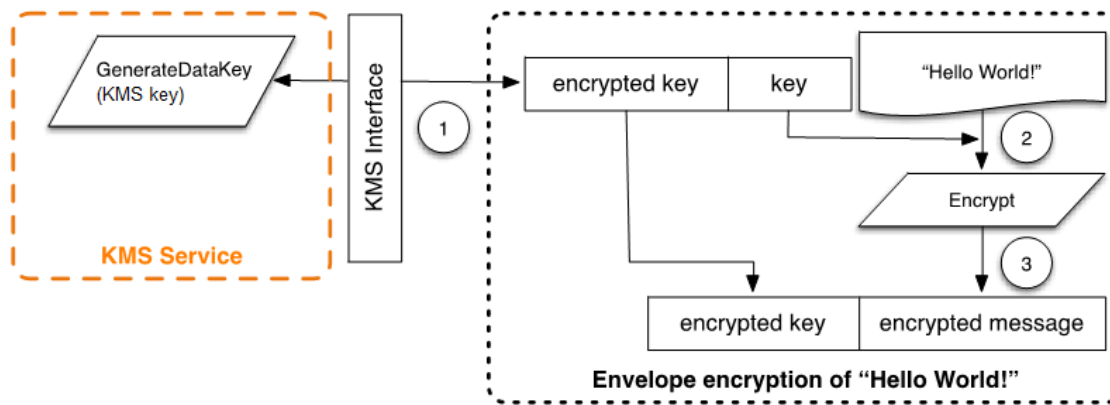 GenerateDataKey
(KMS key)
KMS Service
KMS Interface
1
encrypted key
key
“Hello World!”
2
Encrypt
3
encrypted key
encrypted message
Envelope encryption of “Hello World!”